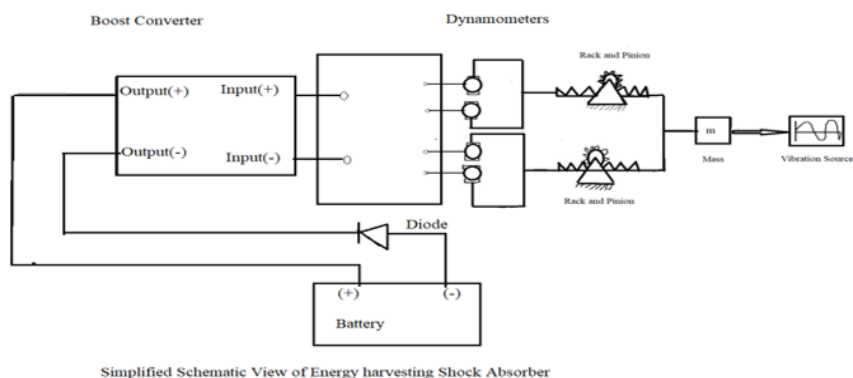 Boost Converter
Dynamometers
Rack and Pinion
Output(+)
Input(+)
Output(-)
Input(-)
m
Mass
Vibration Source
Rack and Pinion
Diode
(+)
(-)
Battery
Simplified Schematic View of Energy harvesting Shock Absorber